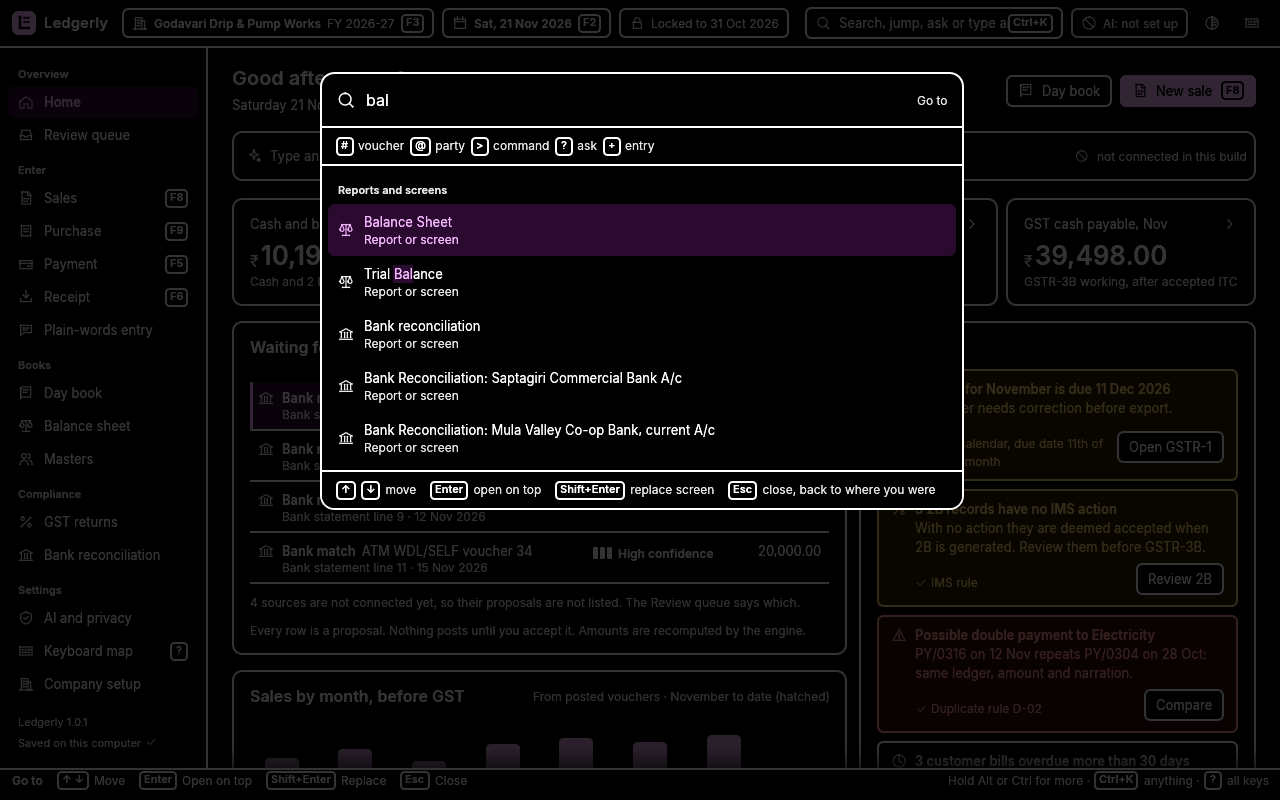 Ledgerly
Godavari Drip & Pump Works FY 2026-27 F3
Sat, 21 Nov 2026 F2
Locked to 31 Oct 2026
Search, jump, ask or type a Ctrl+K
AI: not set up
Overview
Home
Review queue
Enter
Sales F8
Purchase F9
Payment F5
Receipt F6
Plain-words entry
Books
Day book
Balance sheet
Masters
Compliance
GST returns
Bank reconciliation
Settings
AI and privacy
Keyboard map ?
Company setup
Ledgerly 1.0.1
Saved on this computer
Good
Saturday 21
Day book
New sale F8
Type
not connected in this build
bal
Go to
# voucher @ party > command ? ask + entry
Reports and screens
Balance Sheet
Report or screen
Trial Balance
Report or screen
Bank reconciliation
Report or screen
Bank Reconciliation: Saptagiri Commercial Bank A/c
Report or screen
Bank Reconciliation: Mula Valley Co-op Bank, current A/c
Report or screen
↑ ↓ move Enter open on top Shift+Enter replace screen Esc close, back to where you were
Cash and
₹10,19
Cash and 2
GST cash payable, Nov
₹39,498.00
GSTR-3B working, after accepted ITC
Waiting
Bank
Bank
Bank
Bank
Bank
Bank statement line 9 · 12 Nov 2026
Bank match ATM WDL/SELF voucher 34
Bank statement line 11 · 15 Nov 2026
High confidence
20,000.00
4 sources are not connected yet, so their proposals are not listed. The Review queue says which.
Every row is a proposal. Nothing posts until you accept it. Amounts are recomputed by the engine.
Sales by month, before GST
From posted vouchers · November to date (hatched)
for November is due 11 Dec 2026
needs correction before export.
due date 11th of
month
Open GSTR-1
records have no IMS action
With no action they are deemed accepted when
2B is generated. Review them before GSTR-3B.
IMS rule
Review 2B
Possible double payment to Electricity
PY/0316 on 12 Nov repeats PY/0304 on 28 Oct:
same ledger, amount and narration.
Duplicate rule D-02
Compare
3 customer bills overdue more than 30 days
Go to ↑ ↓ Move Enter Open on top Shift+Enter Replace Esc Close
Hold Alt or Ctrl for more · Ctrl+K anything · ? all keys